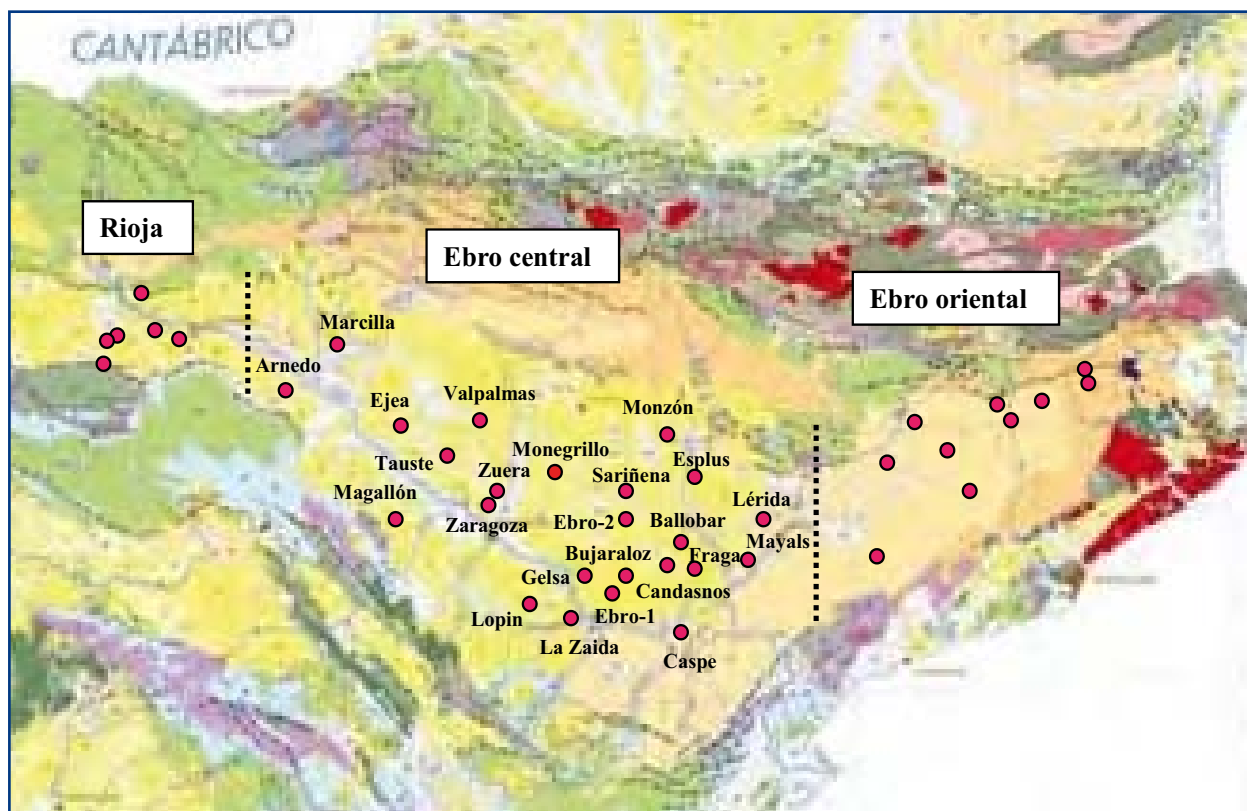 CANTÁBRICO
Rioja
Ebro central
Ebro oriental
Marcilla
Arnedo
Ejea
Valpalmas
Monzón
Tauste
Zuera
Monegrillo
Sariñena
Esplus
Magallón
Zaragoza
Ebro-2
Ballobar
Lérida
Bujaraloz
Fraga
Mayals
Gelsa
Candasnos
Lopin
Ebro-1
La Zaida
Caspe